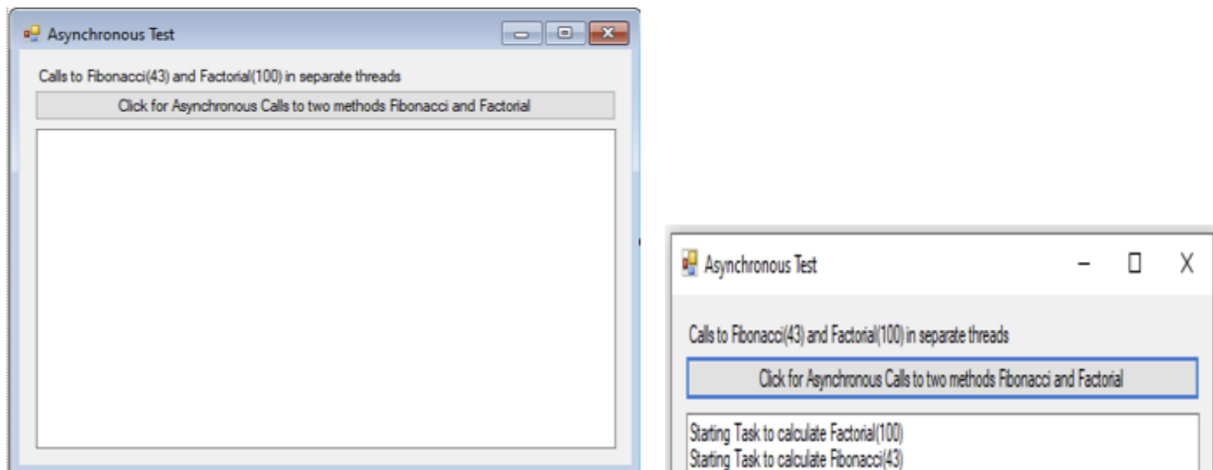 Asynchronous Test
Calls to Fibonacci(43) and Factorial(100) in separate threads
Click for Asynchronous Calls to two methods Fibonacci and Factorial
Asynchronous Test
Calls to Fibonacci(43) and Factorial(100) in separate threads
Click for Asynchronous Calls to two methods Fibonacci and Factorial
Starting Task to calculate Factorial(100)
Starting Task to calculate Fibonacci(43)